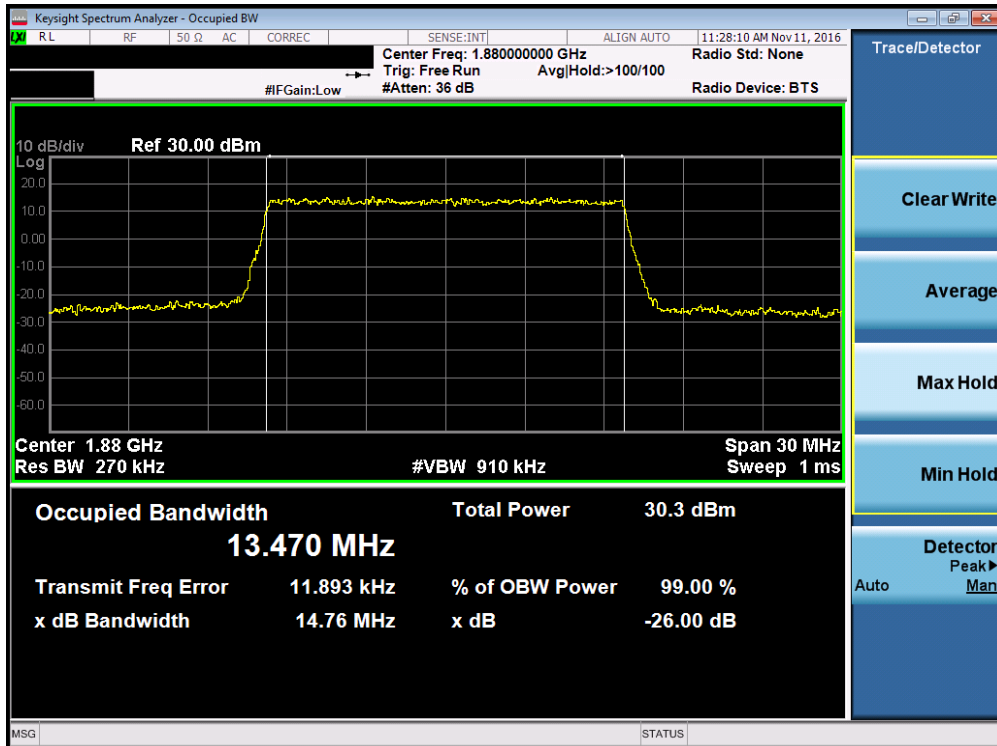 Keysight Spectrum Analyzer - Occupied BW
LXI RL RF 50 Ω AC CORREC SENSE:INT ALIGN AUTO 11:28:10 AM Nov 11, 2016
Center Freq: 1.880000000 GHz Radio Std: None
Trig: Free Run Avg|Hold:>100/100
#IFGain:Low #Atten: 36 dB Radio Device: BTS
10 dB/div Ref 30.00 dBm
Log
20.0
10.0
0.00
-10.0
-20.0
-30.0
-40.0
-50.0
-60.0
Center 1.88 GHz Span 30 MHz
Res BW 270 kHz #VBW 910 kHz Sweep 1 ms
Occupied Bandwidth Total Power 30.3 dBm
13.470 MHz
Transmit Freq Error 11.893 kHz % of OBW Power 99.00 %
x dB Bandwidth 14.76 MHz x dB -26.00 dB
Trace/Detector
Clear Write
Average
Max Hold
Min Hold
Detector
Peak▶
Auto Man
MSG STATUS